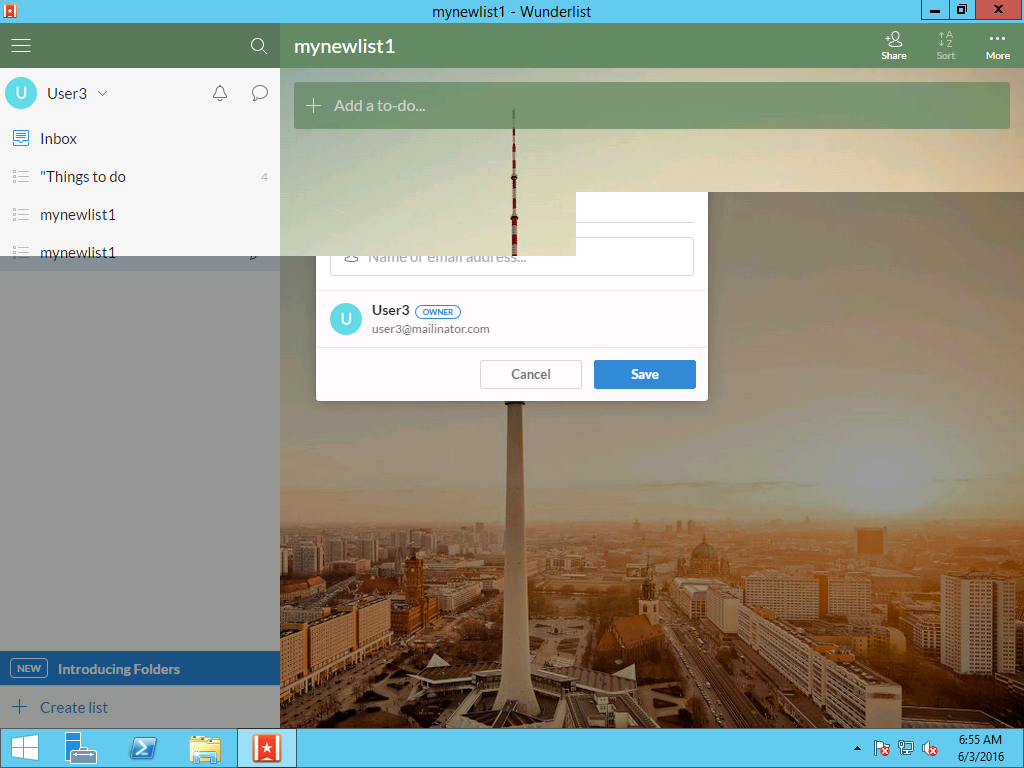 mynewlist1 - Wunderlist
mynewlist1
Share
Sort
More
U
User3
Add a to-do...
Inbox
"Things to do
4
mynewlist1
mynewlist1
Name or email address...
U
User3
OWNER
user3@mailinator.com
Cancel
Save
NEW
Introducing Folders
Create list
6:55 AM
6/3/2016